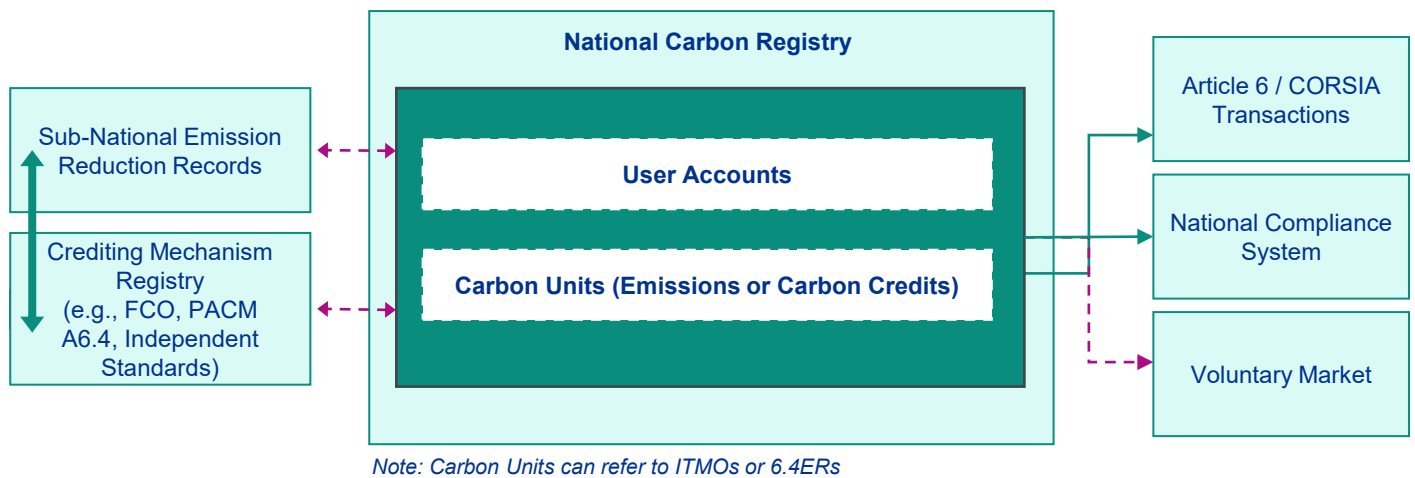 National Carbon Registry
Sub-National Emission
Reduction Records
Crediting Mechanism
Registry
(e.g., FCO, PACM
A6.4, Independent
Standards)
User Accounts
Carbon Units (Emissions or Carbon Credits)
Article 6 / CORSIA
Transactions
National Compliance
System
Voluntary Market
Note: Carbon Units can refer to ITMOs or 6.4ERs